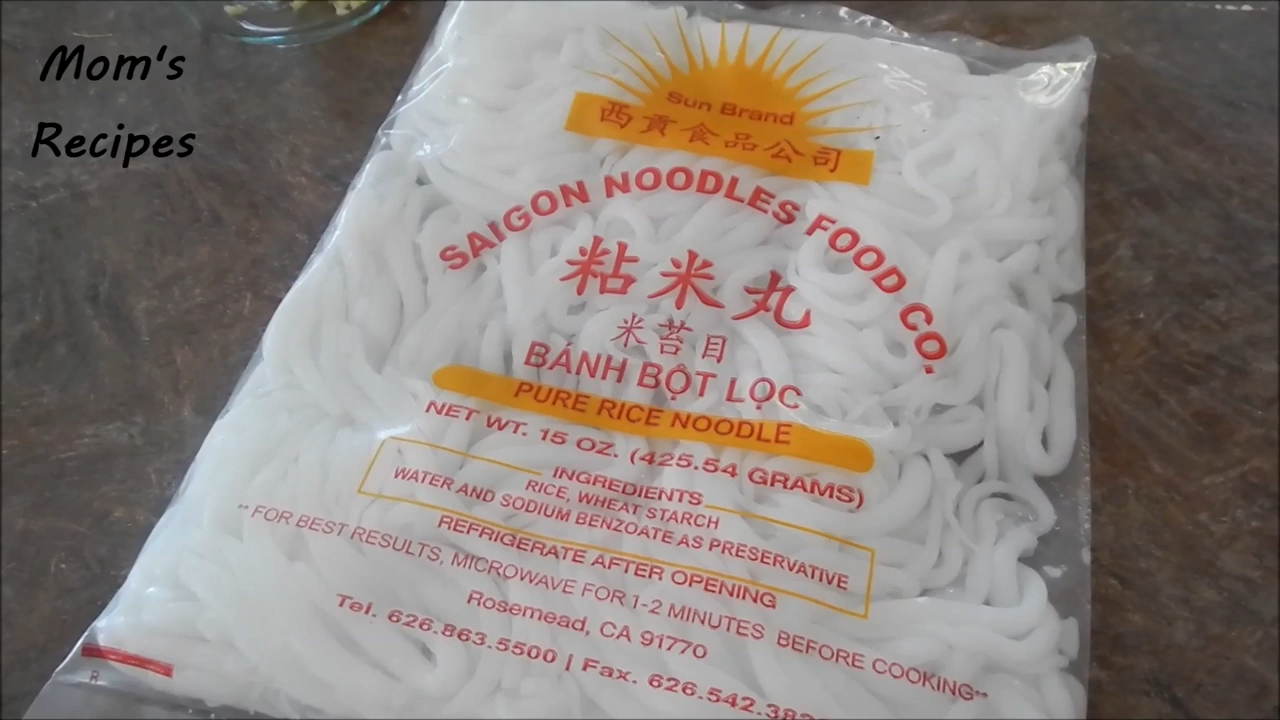 Mom's
Recipes
Sun Brand
西貢食品公司
SAIGON NOODLES FOOD CO.
粘米丸
米苔目
BÁNH BỘT LỌC
PURE RICE NOODLE
NET WT. 15 OZ. (425.54 GRAMS)
INGREDIENTS
RICE, WHEAT STARCH
WATER AND SODIUM BENZOATE AS PRESERVATIVE
REFRIGERATE AFTER OPENING
**FOR BEST RESULTS, MICROWAVE FOR 1-2 MINUTES BEFORE COOKING**
Rosemead, CA 91770
Tel. 626.863.5500 | Fax.
R